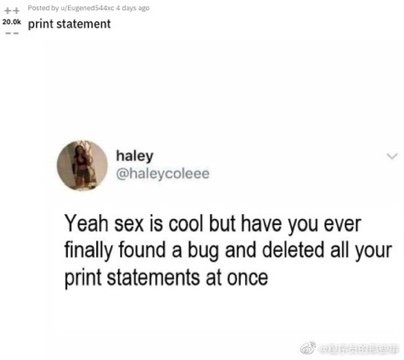 Posted by u/Eugened544xc 4 days ago
20.0k print statement
haley
@haleycoleee
Yeah sex is cool but have you ever
finally found a bug and deleted all your
print statements at once